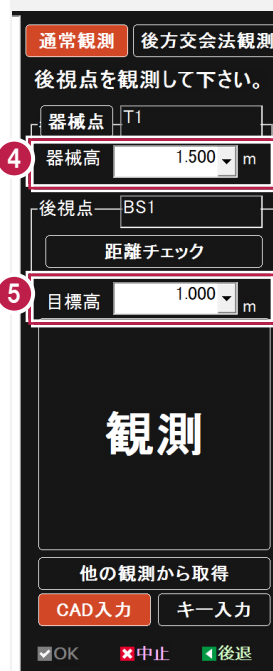 通常観測 後方交会法観測
後視点を観測して下さい。
器械点 T1
4 器械高 1.500 m
後視点 BS1
距離チェック
5 目標高 1.000 m
観測
他の観測から取得
CAD入力 キー入力
OK 中止 後退